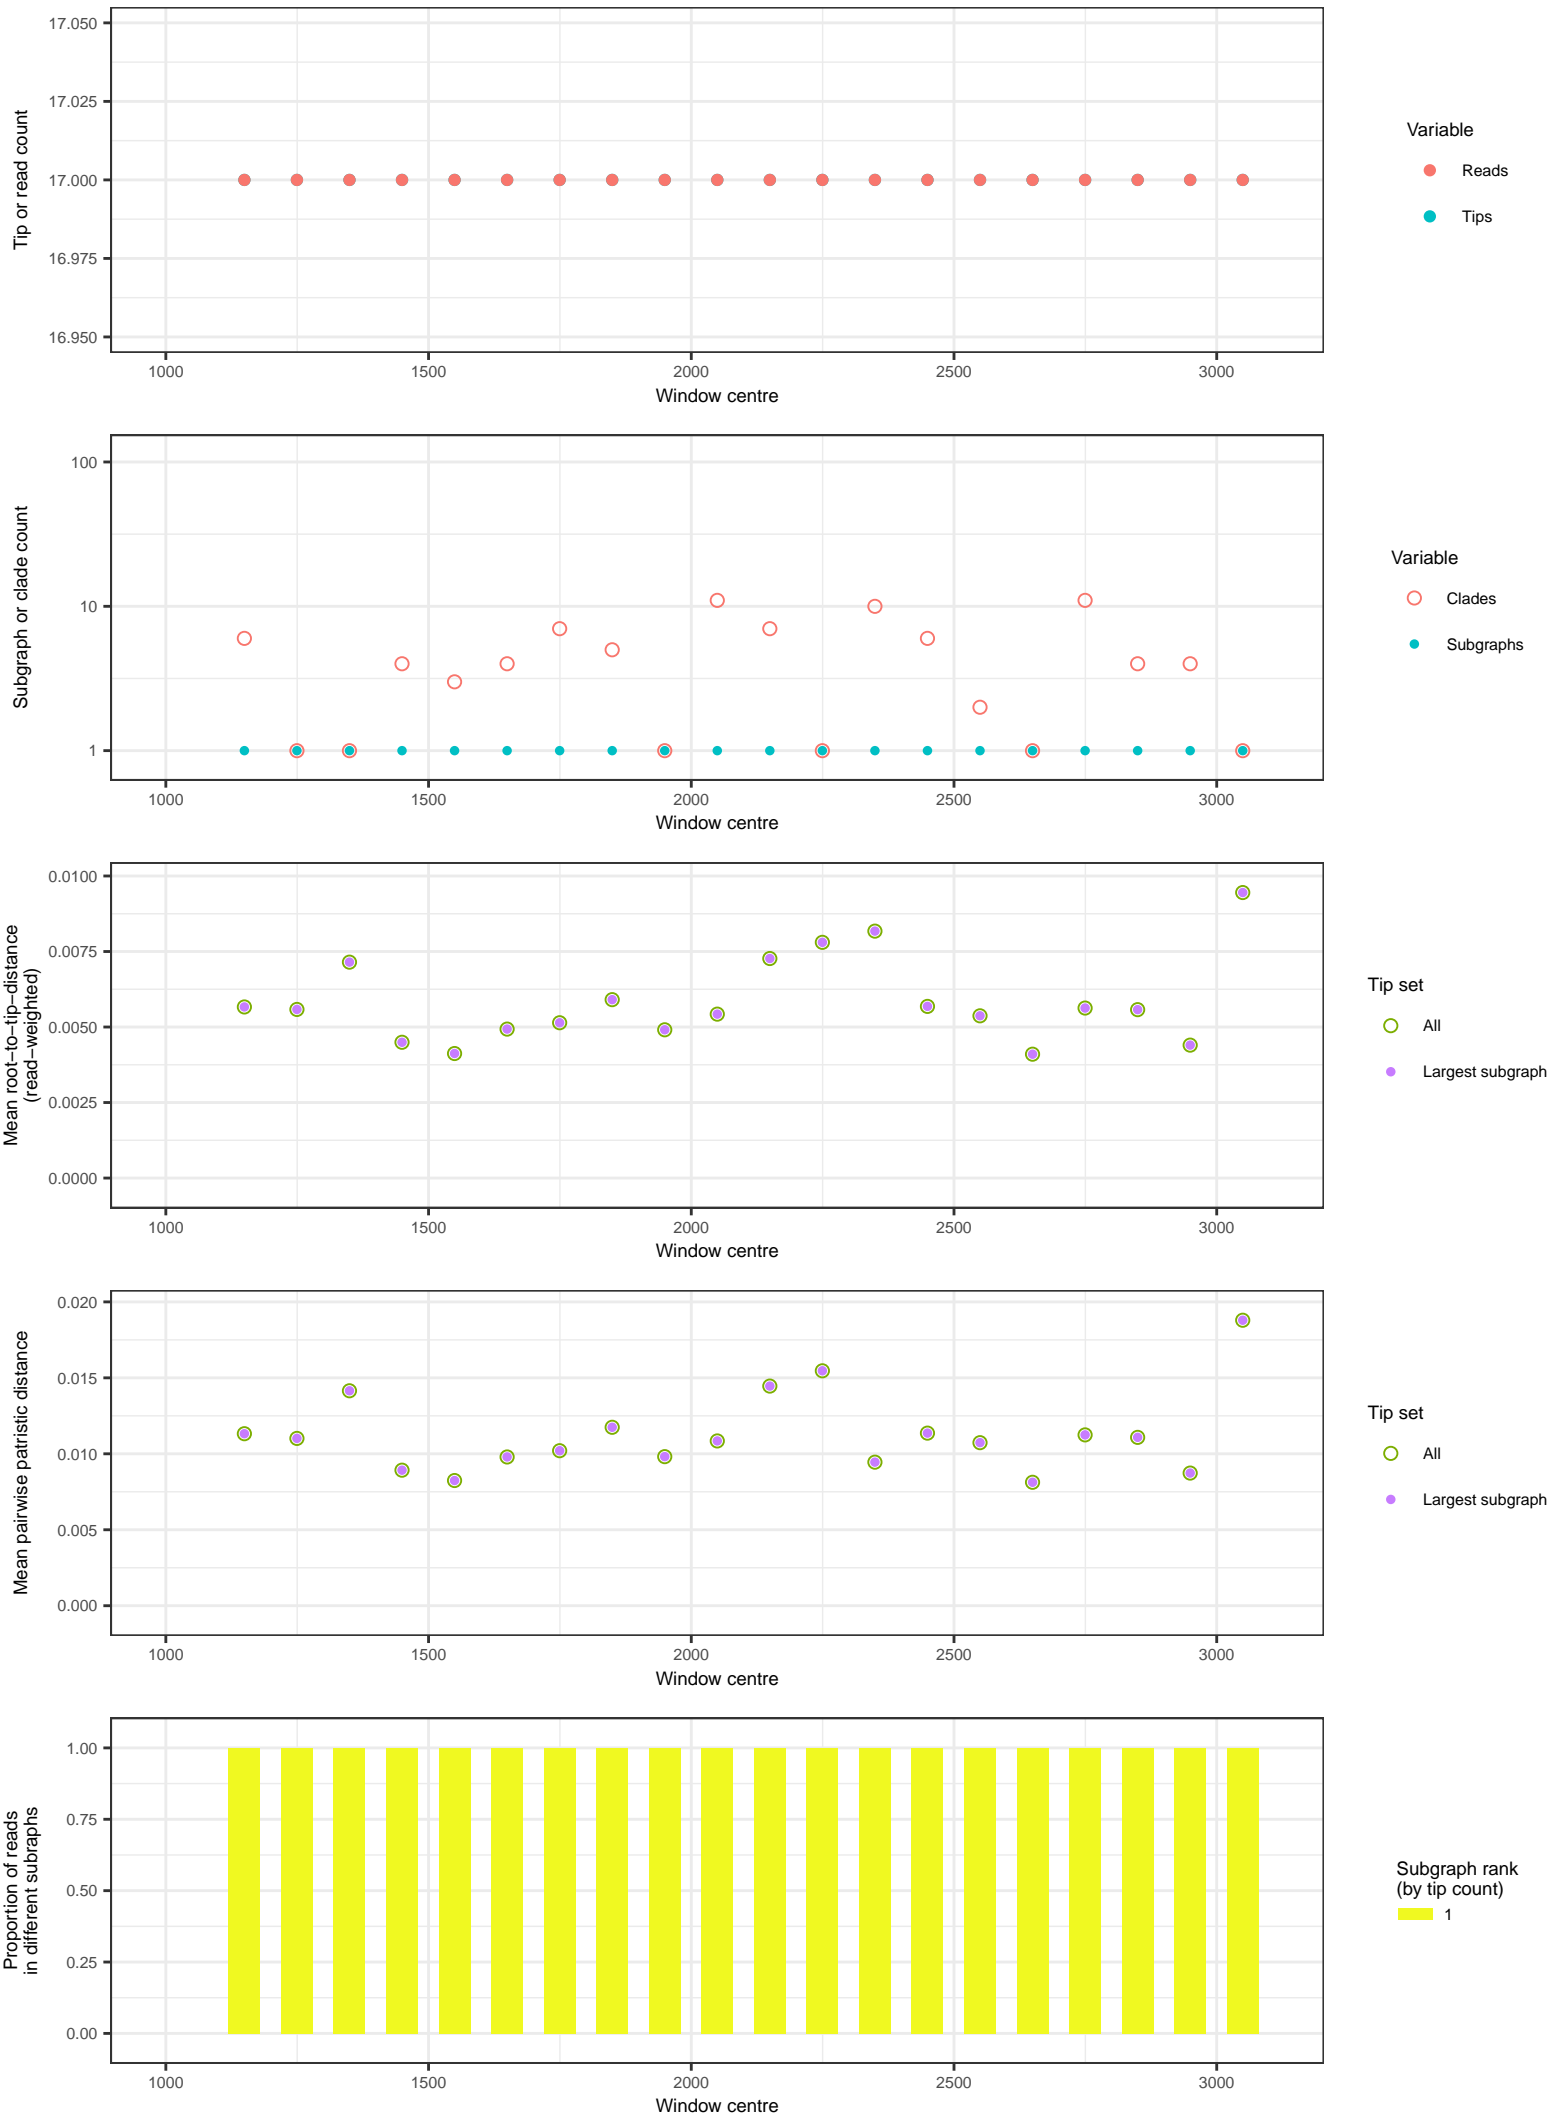 17.050
17.025
17.000
16.975
16.950
Tip or read count
1000 1500 2000 2500 3000
Window centre
Variable
Reads
Tips
100
10
1
Subgraph or clade count
1000 1500 2000 2500 3000
Window centre
Variable
Clades
Subgraphs
0.0100
0.0075
0.0050
0.0025
0.0000
Mean root−to−tip−distance
(read−weighted)
1000 1500 2000 2500 3000
Window centre
Tip set
All
Largest subgraph
0.020
0.015
0.010
0.005
0.000
Mean pairwise patristic distance
1000 1500 2000 2500 3000
Window centre
Tip set
All
Largest subgraph
1.00
0.75
0.50
0.25
0.00
Proportion of reads
in different subraphs
1000 1500 2000 2500 3000
Window centre
Subgraph rank
(by tip count)
1